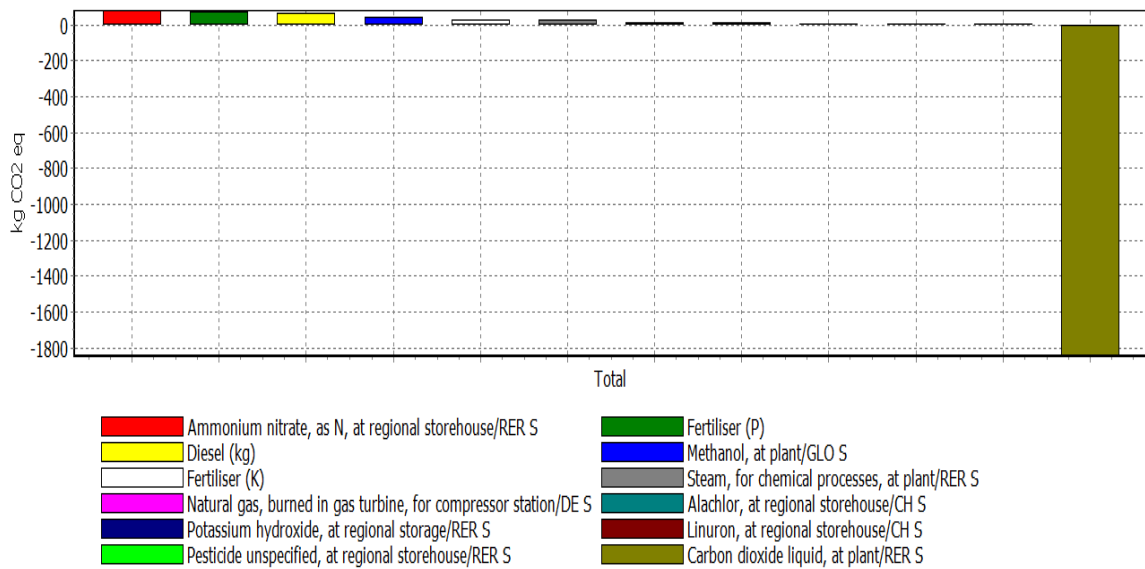 0
-200
-400
-600
-800
-1000
-1200
-1400
-1600
-1800
kg CO2 eq
Total
Ammonium nitrate, as N, at regional storehouse/RER S
Fertiliser (P)
Diesel (kg)
Methanol, at plant/GLO S
Fertiliser (K)
Steam, for chemical processes, at plant/RER S
Natural gas, burned in gas turbine, for compressor station/DE S
Alachlor, at regional storehouse/CH S
Potassium hydroxide, at regional storage/RER S
Linuron, at regional storehouse/CH S
Pesticide unspecified, at regional storehouse/RER S
Carbon dioxide liquid, at plant/RER S